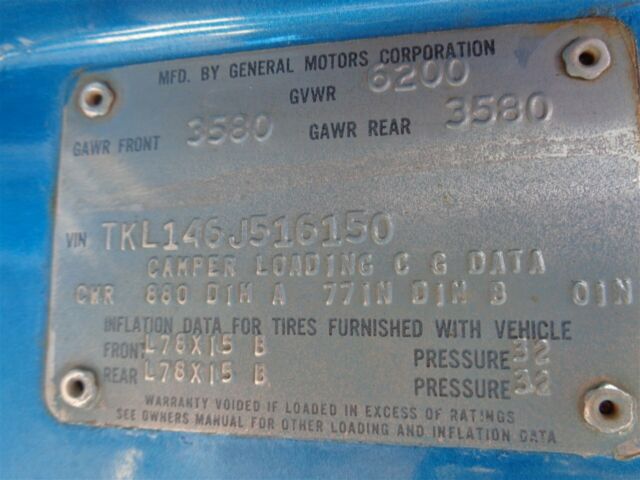 MFD. BY GENERAL MOTORS CORPORATION
GVWR 6200
GAWR FRONT 3580 GAWR REAR 3580
VIN TKL146J516150
CAMPER LOADING C G DATA
CWR 880 DIM A 77IN DIM B 0IN
INFLATION DATA FOR TIRES FURNISHED WITH VEHICLE
FRONT L78X15 B PRESSURE 32
REAR L78X15 B PRESSURE 32
WARRANTY VOIDED IF LOADED IN EXCESS OF RATINGS
SEE OWNERS MANUAL FOR OTHER LOADING AND INFLATION DATA